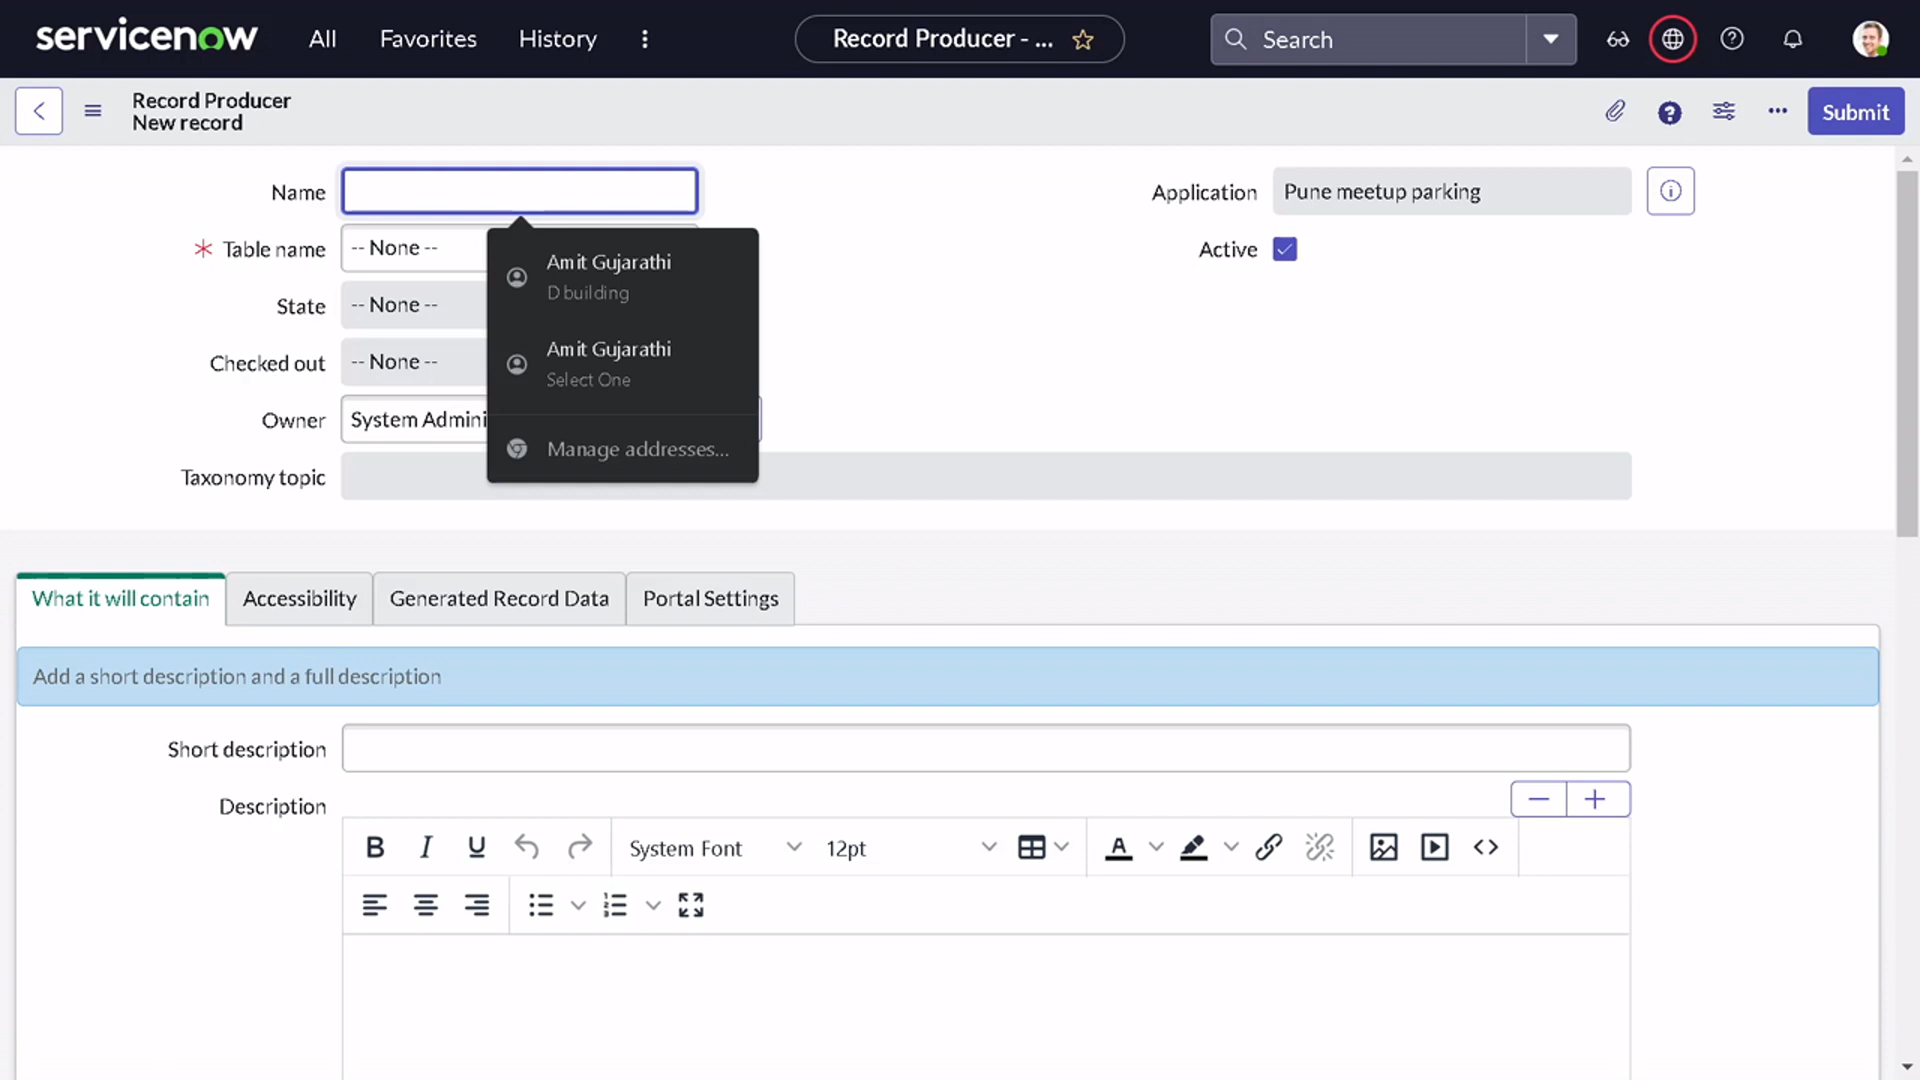 servicenow All Favorites History Record Producer - ... Search
Record Producer
New record
Submit
Name
Application Pune meetup parking
Table name -- None --
Active
State -- None --
Checked out -- None --
Owner System Admini
Taxonomy topic
Amit Gujarathi
D building
Amit Gujarathi
Select One
Manage addresses...
What it will contain Accessibility Generated Record Data Portal Settings
Add a short description and a full description
Short description
Description
B I U System Font 12pt A